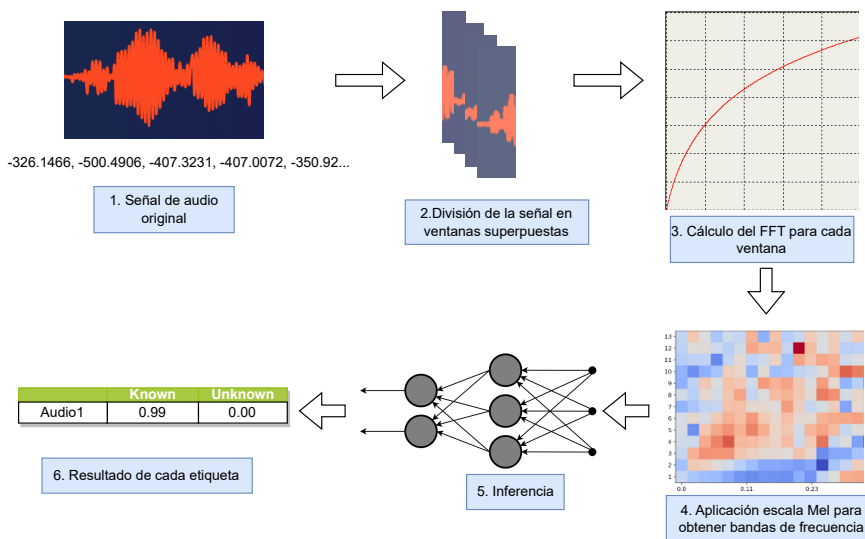 -326.1466, -500.4906, -407.3231, -407.0072, -350.92...
1. Señal de audio
original
2.División de la señal en
ventanas superpuestas
3. Cálculo del FFT para cada
ventana
13
12
11
10
9
8
7
6
5
4
3
2
1
0.0
0.11
0.23
4. Aplicación escala Mel para
obtener bandas de frecuencia
5. Inferencia
Known Unknown
Audio1 0.99 0.00
6. Resultado de cada etiqueta